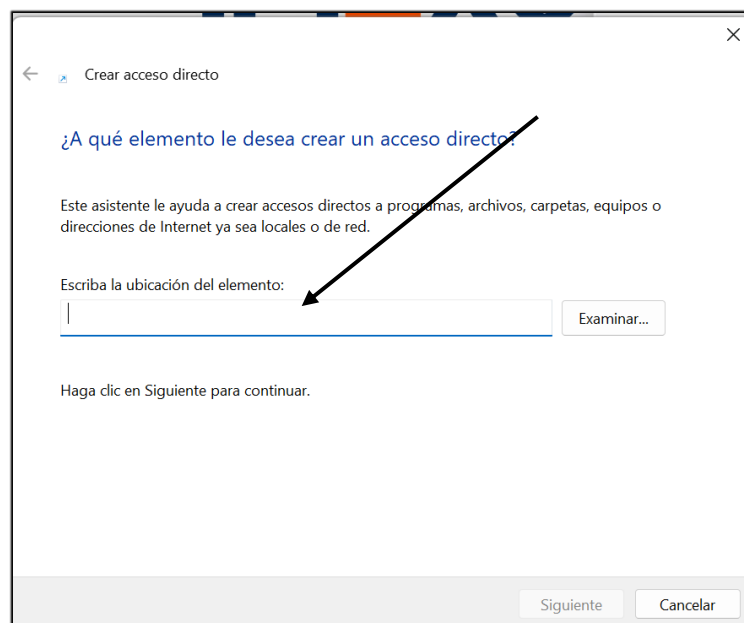 Crear acceso directo
¿A qué elemento le desea crear un acceso directo?
Este asistente le ayuda a crear accesos directos a programas, archivos, carpetas, equipos o
direcciones de Internet ya sea locales o de red.
Escriba la ubicación del elemento:
Examinar...
Haga clic en Siguiente para continuar.
Siguiente
Cancelar